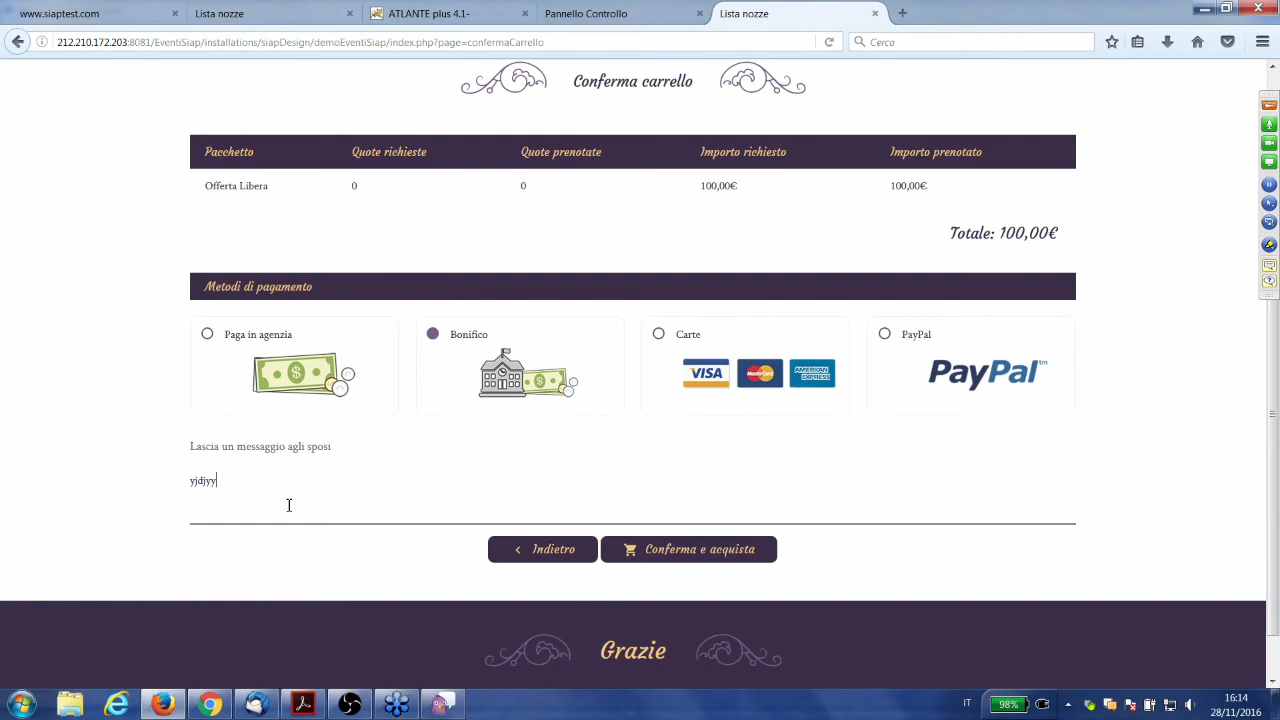 www.siaptest.com
Lista nozze
ATLANTE plus 4.1-
Pannello Controllo
Lista nozze
212.210.172.203:8081/EventiSiap/installations/siapDesign/demoEventiSiap/index.php?page=confermaCarrello
Cerca
Conferma carrello
Pacchetto Quote richieste Quote prenotate Importo richiesto Importo prenotato
Offerta Libera 0 0 100,00€ 100,00€
Totale: 100,00€
Metodi di pagamento
Paga in agenzia
Bonifico
Carte
PayPal
VISA MasterCard AMERICAN EXPRESS
PayPal™
Lascia un messaggio agli sposi
yjdjyy
Indietro
Conferma e acquista
Grazie
IT
98%
16:14
28/11/2016